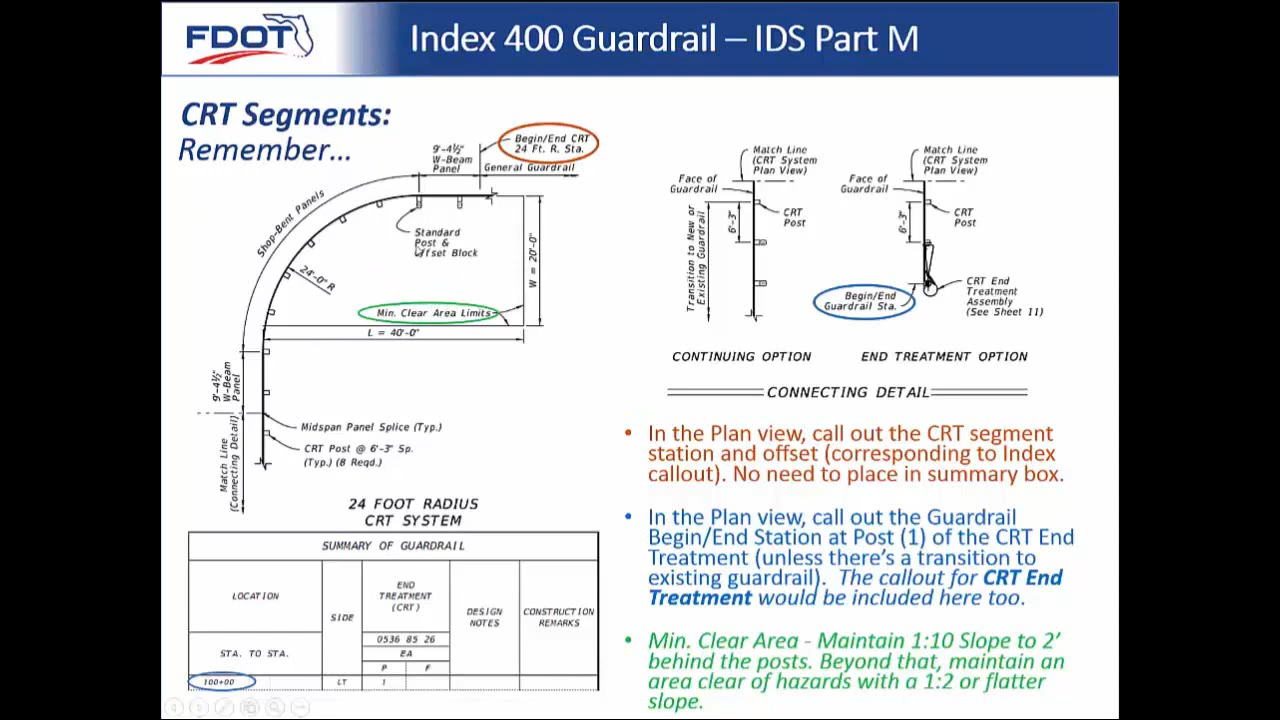 FDOT
Index 400 Guardrail – IDS Part M
CRT Segments:
Remember...
9'-4½"
W-Beam
Panel
Begin/End CRT
24 Ft. R. Sta.
General Guardrail
Shop-Bent Panels
Standard
Post &
Offset Block
24'-0" R
W = 20'-0"
Min. Clear Area Limits
L = 40'-0"
9'-4½"
W-Beam
Panel
Midspan Panel Splice (Typ.)
CRT Post @ 6'-3" Sp.
(Typ.) (8 Reqd.)
Match Line
(Connecting Detail)
24 FOOT RADIUS
CRT SYSTEM
Match Line
(CRT System
Plan View)
Face of
Guardrail
CRT
Post
6'-3"
Transition to New or
Existing Guardrail
CONTINUING OPTION
Match Line
(CRT System
Plan View)
Face of
Guardrail
CRT
Post
6'-3"
Begin/End
Guardrail Sta.
CRT End
Treatment
Assembly
(See Sheet 11)
END TREATMENT OPTION
CONNECTING DETAIL
SUMMARY OF GUARDRAIL
LOCATION
STA. TO STA.
SIDE
END
TREATMENT
(CRT)
0536 85 26
EA
P F
DESIGN
NOTES
CONSTRUCTION
REMARKS
100+00 LT 1
• In the Plan view, call out the CRT segment
station and offset (corresponding to Index
callout). No need to place in summary box.
• In the Plan view, call out the Guardrail
Begin/End Station at Post (1) of the CRT End
Treatment (unless there's a transition to
existing guardrail). The callout for CRT End
Treatment would be included here too.
• Min. Clear Area - Maintain 1:10 Slope to 2'
behind the posts. Beyond that, maintain an
area clear of hazards with a 1:2 or flatter
slope.